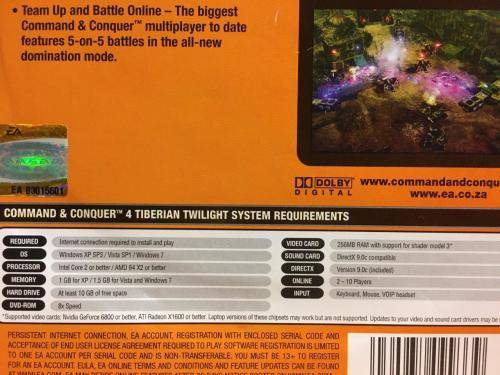 • Team Up and Battle Online – The biggest
Command & Conquer™ multiplayer to date
features 5-on-5 battles in the all-new
domination mode.
EA
EA 03015601
DOLBY
DIGITAL
www.commandandconqu
www.ea.co.za
COMMAND & CONQUER™ 4 TIBERIAN TWILIGHT SYSTEM REQUIREMENTS
REQUIRED Internet connection required to install and play
OS Windows XP SP3 / Vista SP1 / Windows 7
PROCESSOR Intel Core 2 or better / AMD 64 X2 or better
MEMORY 1 GB for XP / 1.5 GB for Vista and Windows 7
HARD DRIVE At least 10 GB of free space
DVD-ROM 8x Speed
VIDEO CARD 256MB RAM with support for shader model 3*
SOUND CARD DirectX 9.0c compatible
DIRECTX Version 9.0c (included)
ONLINE 2 – 10 Players
INPUT Keyboard, Mouse, VOIP headset
*Supported video cards: Nvidia GeForce 6800 or better. ATI Radeon X1600 or better. Laptop versions of these chipsets may work but are not supported. Updates to your video and sound card drivers may be
PERSISTENT INTERNET CONNECTION, EA ACCOUNT, REGISTRATION WITH ENCLOSED SERIAL CODE AND
ACCEPTANCE OF END USER LICENSE AGREEMENT REQUIRED TO PLAY. SOFTWARE REGISTRATION IS LIMITED
TO ONE EA ACCOUNT PER SERIAL CODE AND IS NON-TRANSFERABLE. YOU MUST BE 13+ TO REGISTER
FOR AN EA ACCOUNT. EULA, EA ONLINE TERMS AND CONDITIONS AND FEATURE UPDATES CAN BE FOUND